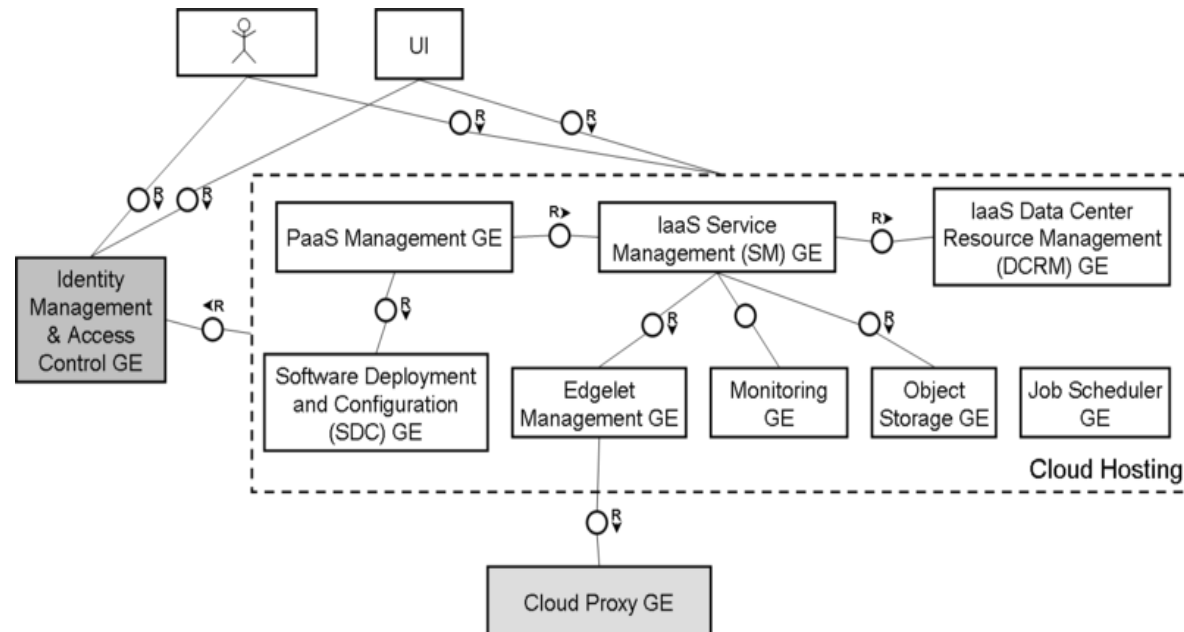 UI
R
R
R
R
PaaS Management GE
R
IaaS Service
Management (SM) GE
R
IaaS Data Center
Resource Management
(DCRM) GE
Identity
Management
& Access
Control GE
R
R
R
R
Software Deployment
and Configuration
(SDC) GE
Edgelet
Management GE
Monitoring
GE
Object
Storage GE
Job Scheduler
GE
Cloud Hosting
R
Cloud Proxy GE